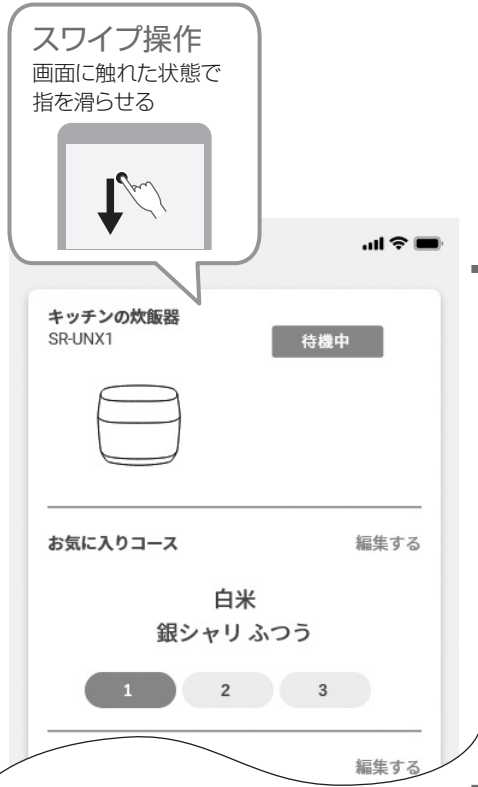 スワイプ操作
画面に触れた状態で
指を滑らせる
キッチンの炊飯器
SR-UNX1
待機中
お気に入りコース
編集する
白米
銀シャリ ふつう
1 2 3
編集する